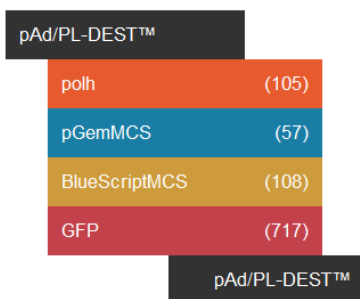 pAd/PL-DEST™
polh (105)
pGemMCS (57)
BlueScriptMCS (108)
GFP (717)
pAd/PL-DEST™